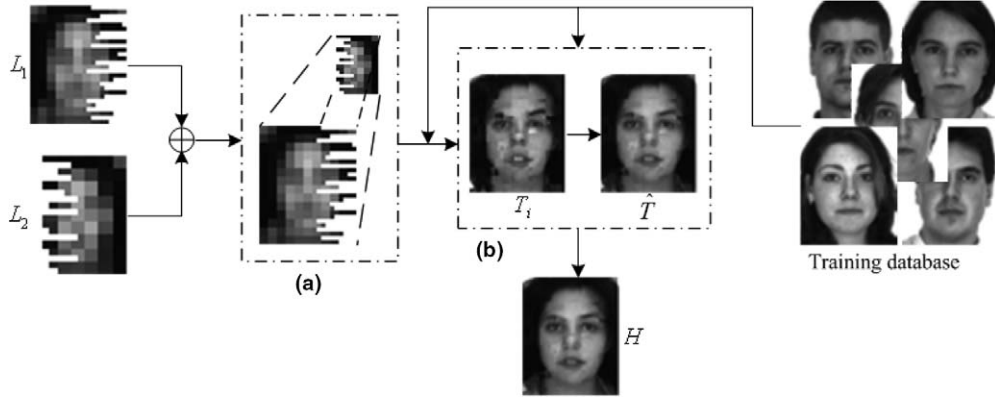 L1
L2
(a)
Ti
T̂
(b)
Training database
H